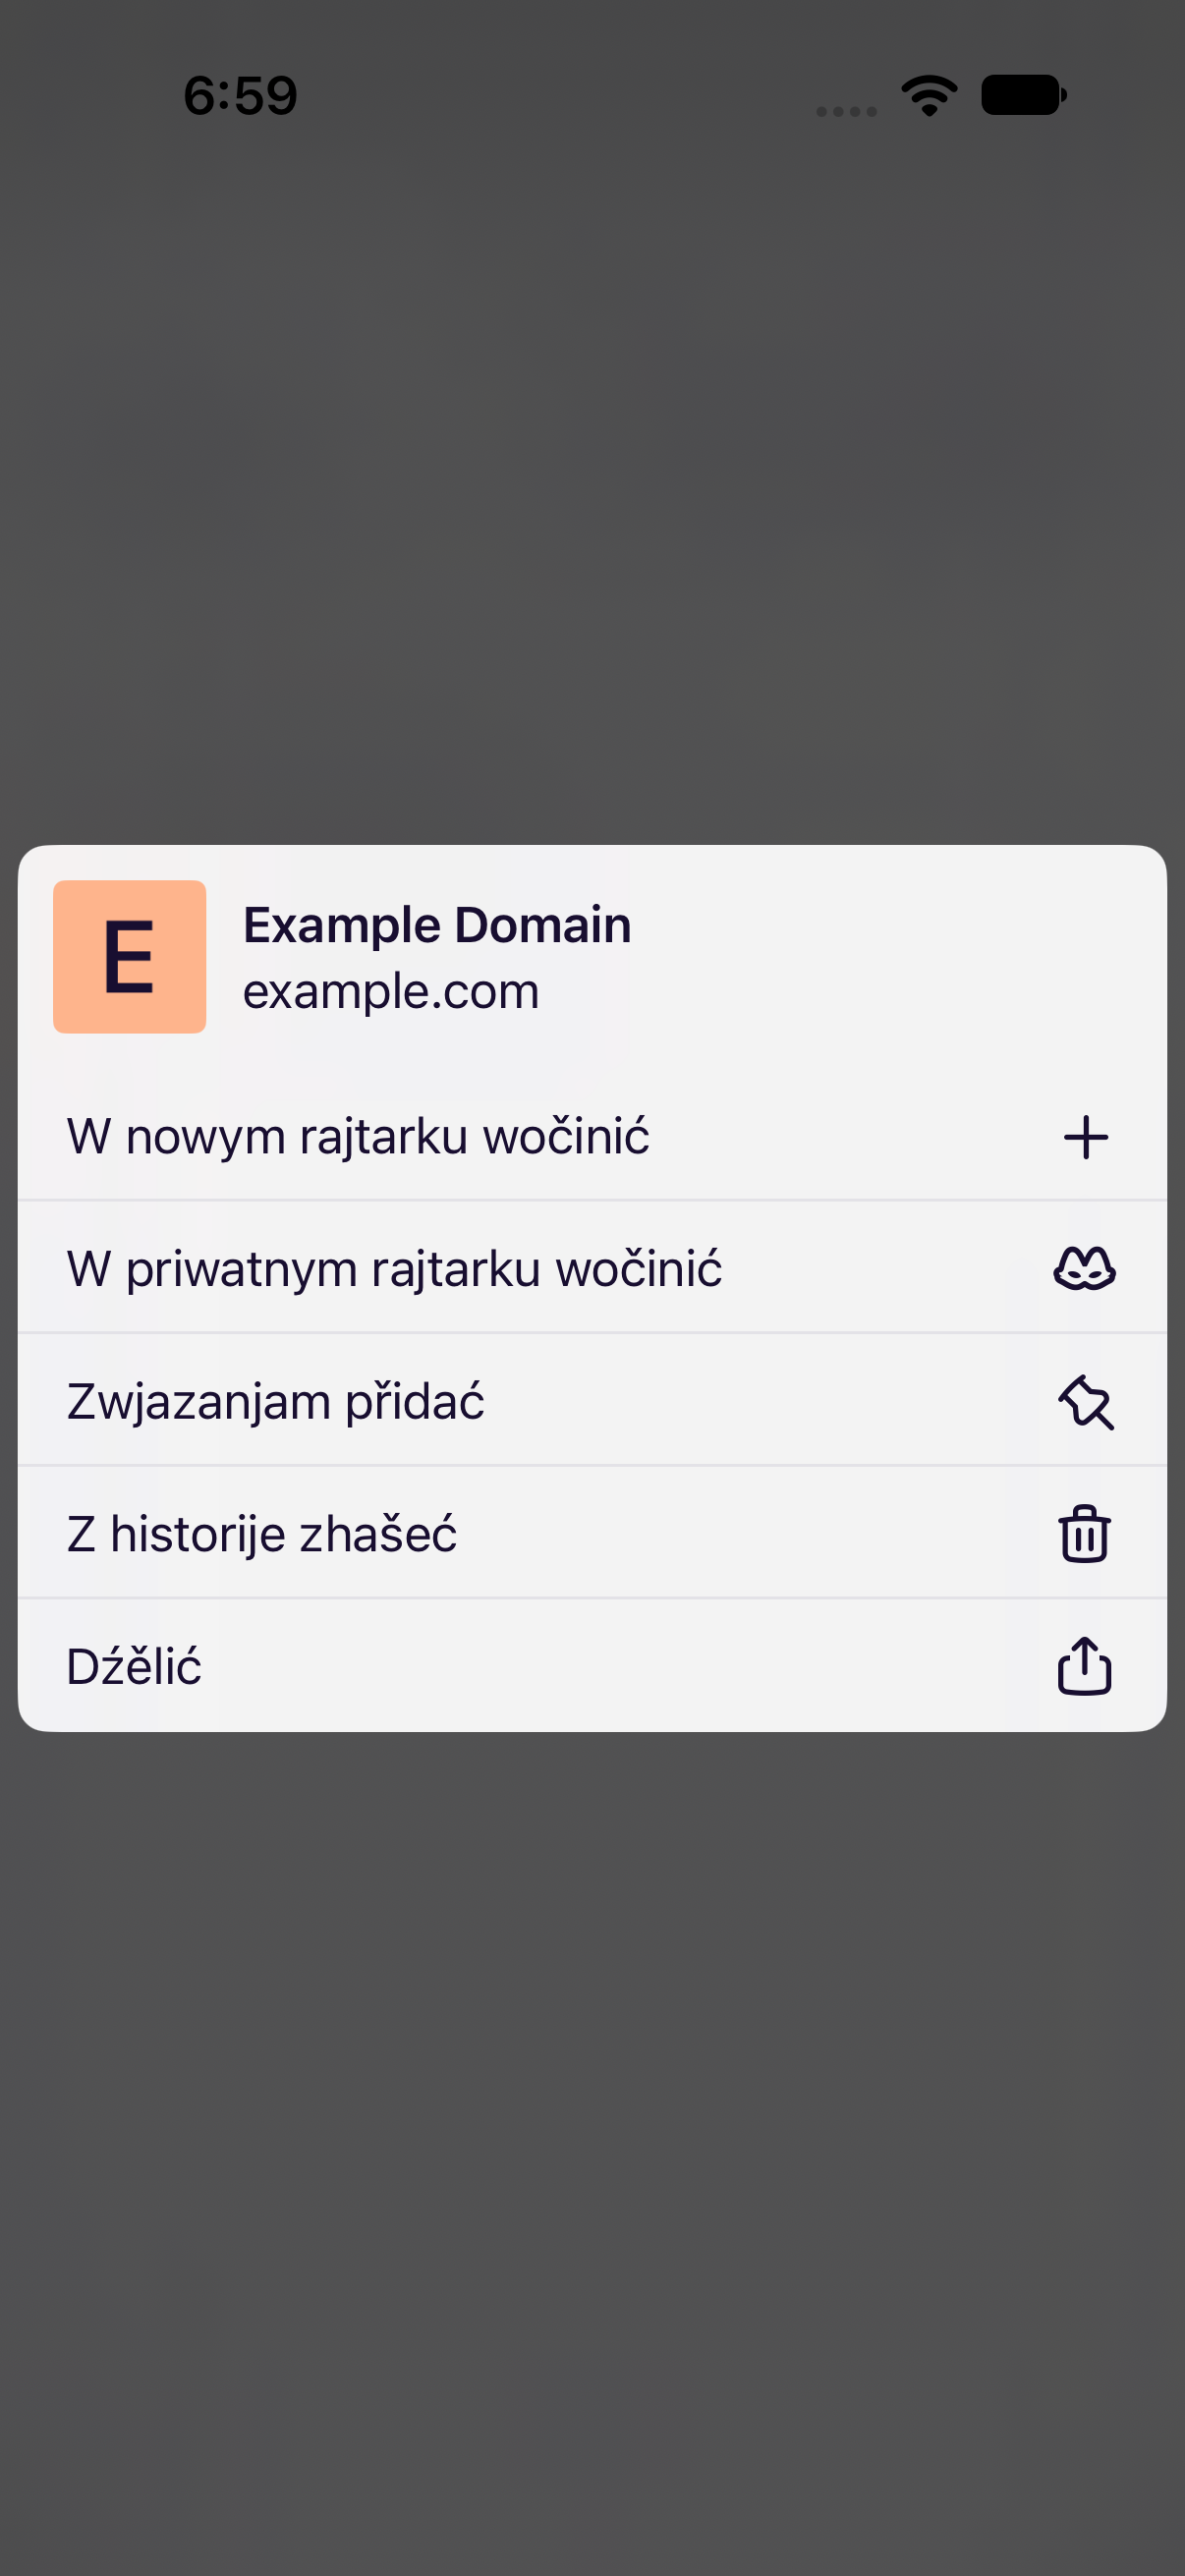 6:59
E
Example Domain
example.com
W nowym rajtarku wočinić
W priwatnym rajtarku wočinić
Zwjazanjam přidać
Z historije zhašeć
Dźělić